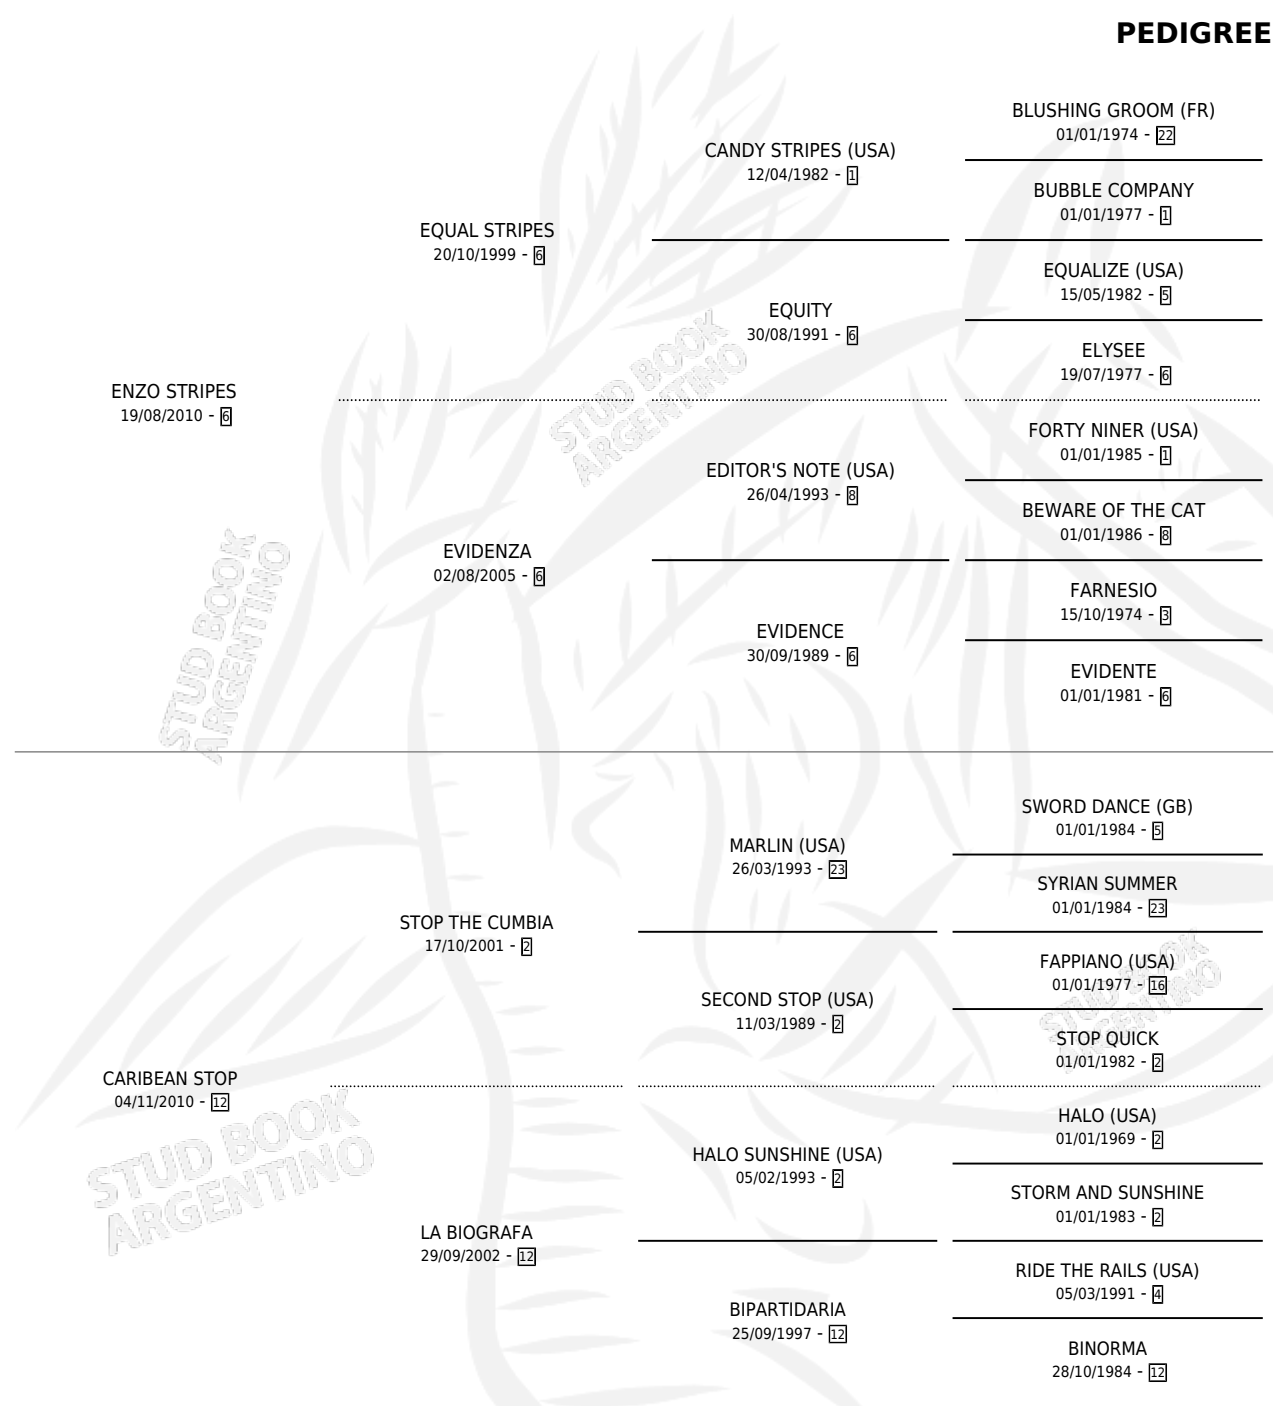 PEDIGREE
BLUSHING GROOM (FR)
01/01/1974 - 22
CANDY STRIPES (USA)
12/04/1982 - 1
BUBBLE COMPANY
01/01/1977 - 1
EQUAL STRIPES
20/10/1999 - 6
EQUALIZE (USA)
15/05/1982 - 5
EQUITY
30/08/1991 - 6
ELYSEE
19/07/1977 - 6
ENZO STRIPES
19/08/2010 - 6
STUD BOOK
ARGENTINO
FORTY NINER (USA)
01/01/1985 - 1
EDITOR'S NOTE (USA)
26/04/1993 - 8
BEWARE OF THE CAT
01/01/1986 - 8
EVIDENZA
02/08/2005 - 6
FARNESIO
15/10/1974 - 3
EVIDENCE
30/09/1989 - 6
EVIDENTE
01/01/1981 - 6
STUD BOOK
ARGENTINO
SWORD DANCE (GB)
01/01/1984 - 5
MARLIN (USA)
26/03/1993 - 23
SYRIAN SUMMER
01/01/1984 - 23
STOP THE CUMBIA
17/10/2001 - 2
FAPPIANO (USA)
01/01/1977 - 16
SECOND STOP (USA)
11/03/1989 - 2
STUD BOOK
ARGENTINO
STOP QUICK
01/01/1982 - 2
CARIBEAN STOP
04/11/2010 - 12
STUD BOOK
ARGENTINO
HALO (USA)
01/01/1969 - 2
HALO SUNSHINE (USA)
05/02/1993 - 2
STORM AND SUNSHINE
01/01/1983 - 2
LA BIOGRAFA
29/09/2002 - 12
RIDE THE RAILS (USA)
05/03/1991 - 4
BIPARTIDARIA
25/09/1997 - 12
BINORMA
28/10/1984 - 12